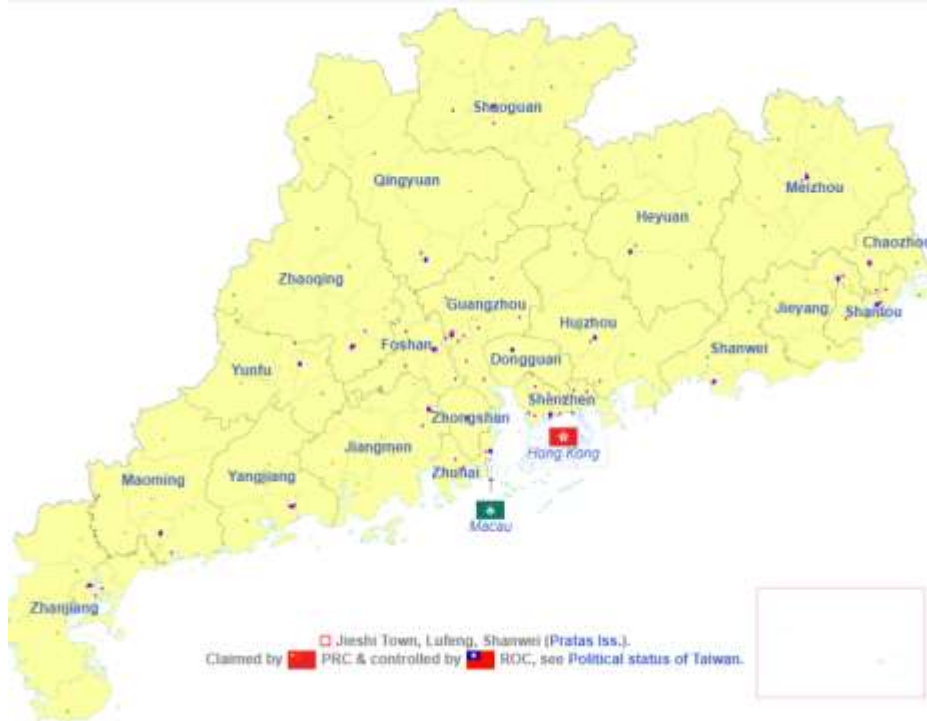 Shaoguan
Qingyuan
Meizhou
Heyuan
Chaozhou
Zhaoqing
Guangzhou
Jieyang
Shantou
Huizhou
Foshan
Shanwei
Dongguan
Yunfu
Shenzhen
Zhongshan
Jiangmen
Hong Kong
Maoming
Yangjiang
Zhuhai
Macau
Zhanjiang
Jieshi Town, Lufeng, Shanwei (Pratas Iss.).
Claimed by PRC & controlled by ROC, see Political status of Taiwan.